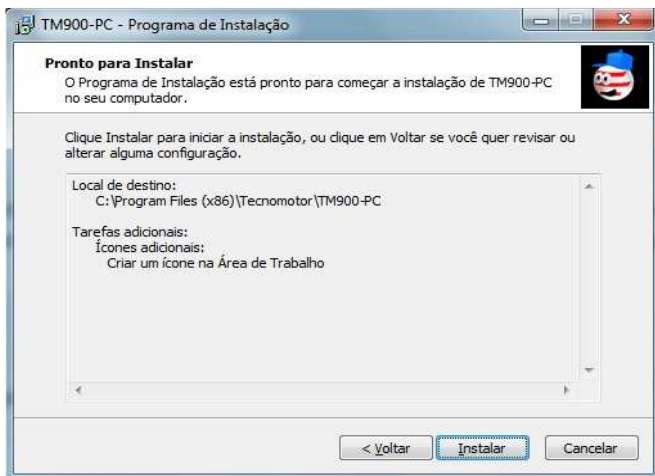 TM900-PC - Programa de Instalação
Pronto para Instalar
O Programa de Instalação está pronto para começar a instalação de TM900-PC
no seu computador.
Clique Instalar para iniciar a instalação, ou clique em Voltar se você quer revisar ou
alterar alguma configuração.
Local de destino:
C:\Program Files (x86)\Tecnomotor\TM900-PC
Tarefas adicionais:
Ícones adicionais:
Criar um ícone na Área de Trabalho
< Voltar Instalar Cancelar